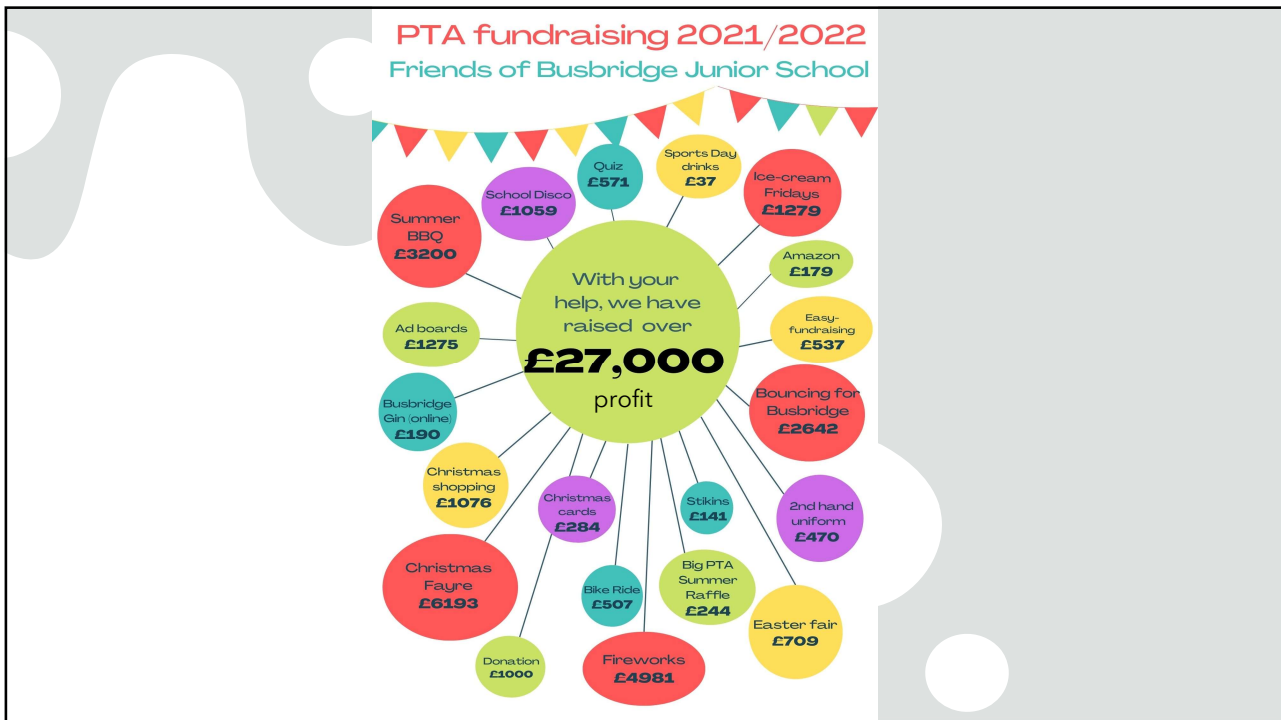 PTA fundraising 2021/2022
Friends of Busbridge Junior School
Quiz
£571
Sports Day
drinks
£37
School Disco
£1059
Ice-cream
Fridays
£1279
Summer
BBQ
£3200
Amazon
£179
With your
help, we have
raised over
£27,000
profit
Ad boards
£1275
Easy-
fundraising
£537
Busbridge
Gin (online)
£190
Bouncing for
Busbridge
£2642
Christmas
shopping
£1076
Christmas
cards
£284
Stikins
£141
2nd hand
uniform
£470
Christmas
Fayre
£6193
Bike Ride
£507
Big PTA
Summer
Raffle
£244
Easter fair
£709
Donation
£1000
Fireworks
£4981